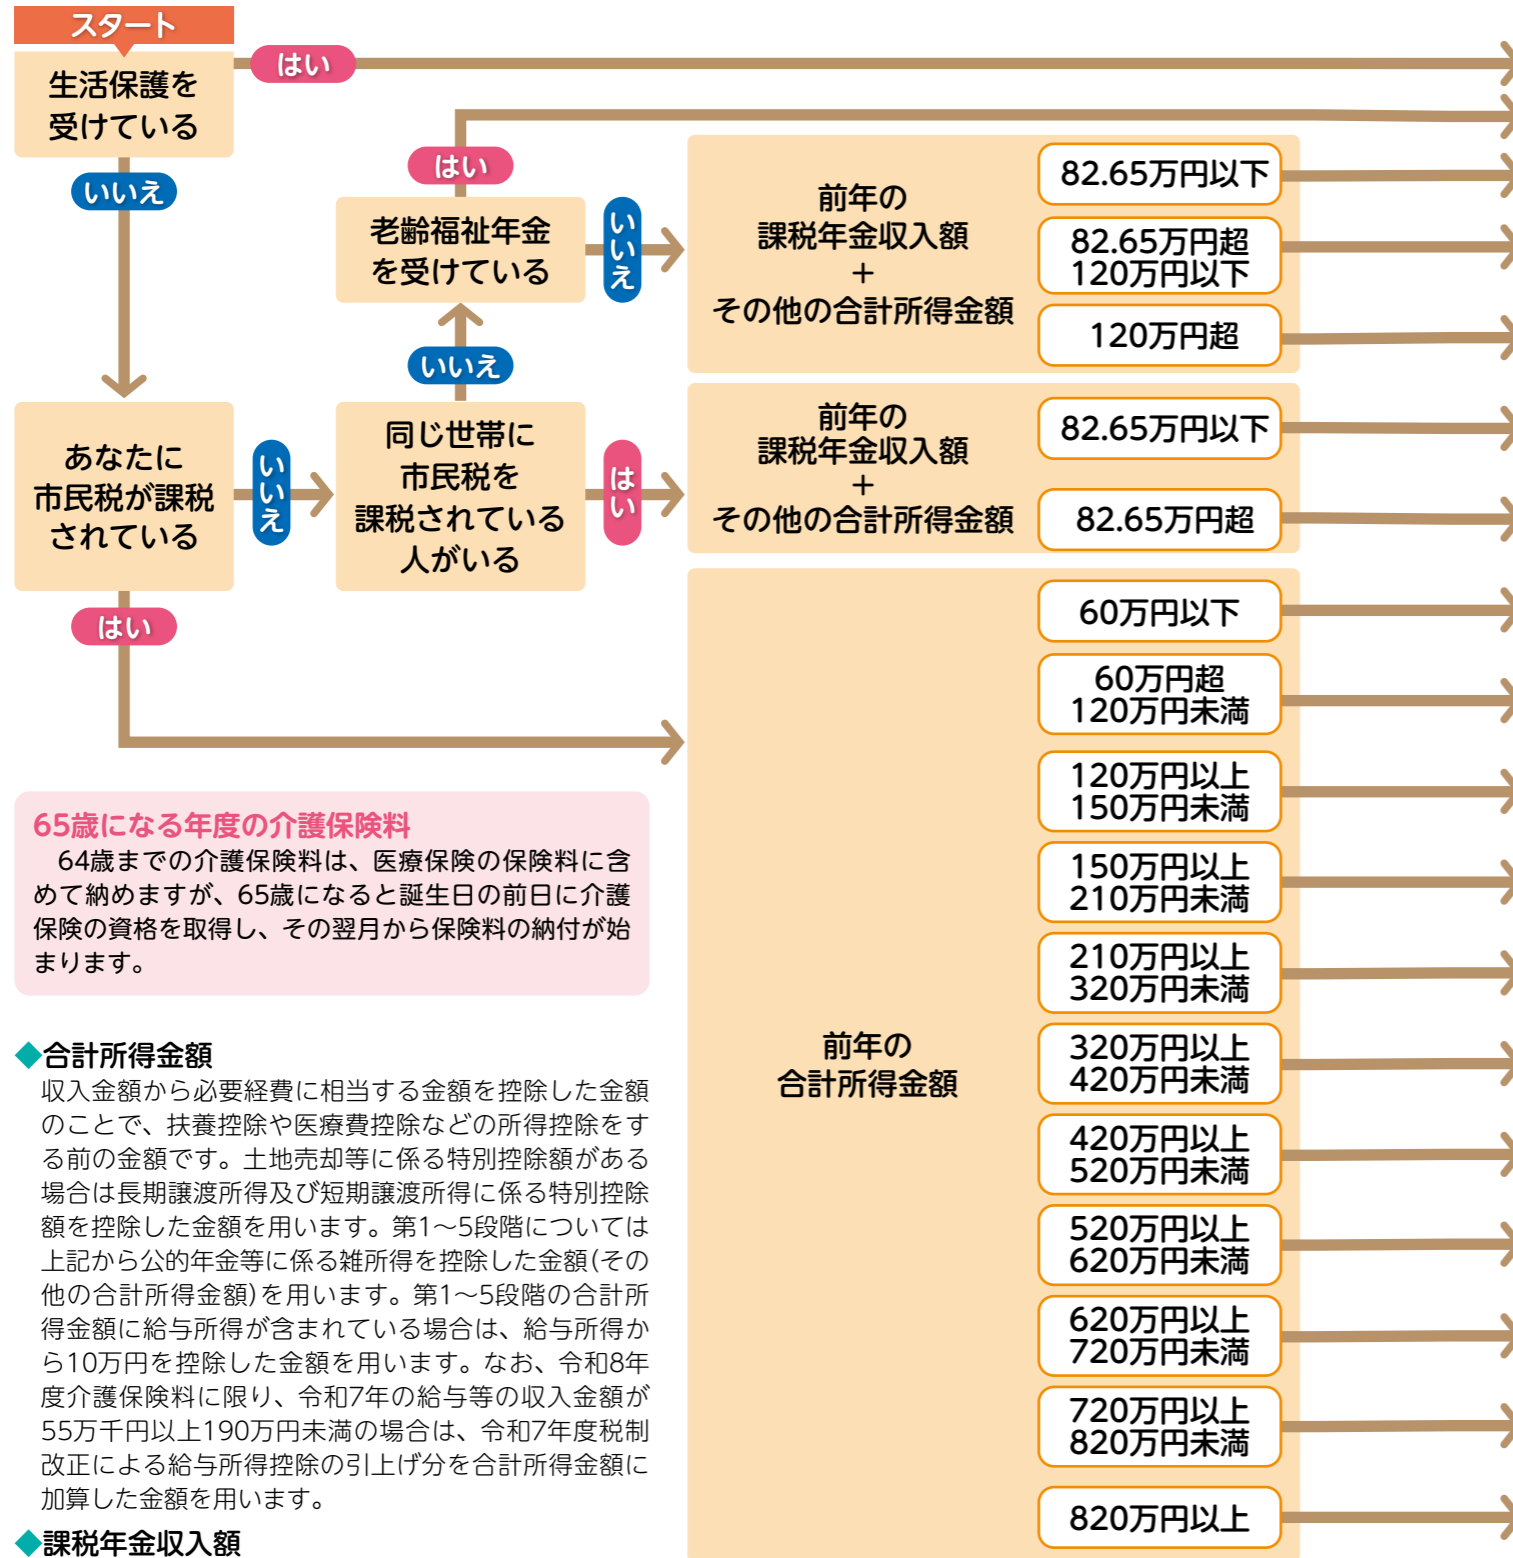 スタート
生活保護を
受けている
はい
いいえ
あなたに
市民税が課税
されている
いいえ
はい
同じ世帯に
市民税を
課税されている
人がいる
いいえ
はい
老齢福祉年金
を受けている
はい
いいえ
前年の
課税年金収入額
+
その他の合計所得金額
82.65万円以下
82.65万円超
120万円以下
120万円超
前年の
課税年金収入額
+
その他の合計所得金額
82.65万円以下
82.65万円超
前年の
合計所得金額
60万円以下
60万円超
120万円未満
120万円以上
150万円未満
150万円以上
210万円未満
210万円以上
320万円未満
320万円以上
420万円未満
420万円以上
520万円未満
520万円以上
620万円未満
620万円以上
720万円未満
720万円以上
820万円未満
820万円以上
65歳になる年度の介護保険料
64歳までの介護保険料は、医療保険の保険料に含
めて納めますが、65歳になると誕生日の前日に介護
保険の資格を取得し、その翌月から保険料の納付が始
まります。
◆合計所得金額
収入金額から必要経費に相当する金額を控除した金額
のことで、扶養控除や医療費控除などの所得控除をす
る前の金額です。土地売却等に係る特別控除額がある
場合は長期譲渡所得及び短期譲渡所得に係る特別控除
額を控除した金額を用います。第1～5段階については
上記から公的年金等に係る雑所得を控除した金額(その
他の合計所得金額)を用います。第1～5段階の合計所
得金額に給与所得が含まれている場合は、給与所得か
ら10万円を控除した金額を用います。なお、令和8年
度介護保険料に限り、令和7年の給与等の収入金額が
55万千円以上190万円未満の場合は、令和7年度税制
改正による給与所得控除の引上げ分を合計所得金額に
加算した金額を用います。
◆課税年金収入額